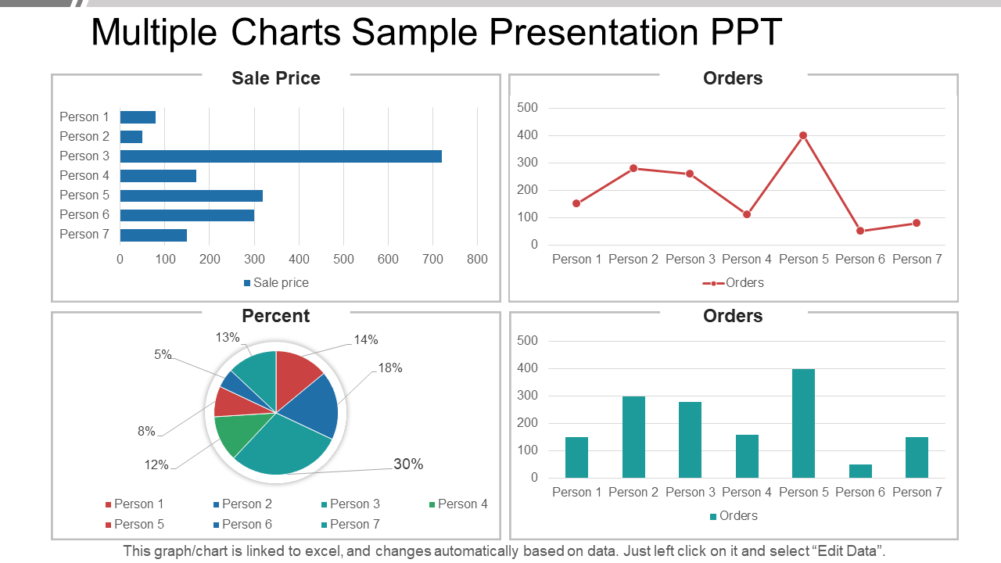 Multiple Charts Sample Presentation PPT
Sale Price
Person 1
Person 2
Person 3
Person 4
Person 5
Person 6
Person 7
0 100 200 300 400 500 600 700 800
Sale price
Orders
500
400
300
200
100
0
Person 1 Person 2 Person 3 Person 4 Person 5 Person 6 Person 7
Orders
Percent
13%
14%
5%
18%
8%
12%
30%
Person 1 Person 2 Person 3 Person 4
Person 5 Person 6 Person 7
Orders
500
400
300
200
100
0
Person 1 Person 2 Person 3 Person 4 Person 5 Person 6 Person 7
Orders
This graph/chart is linked to excel, and changes automatically based on data. Just left click on it and select “Edit Data”.